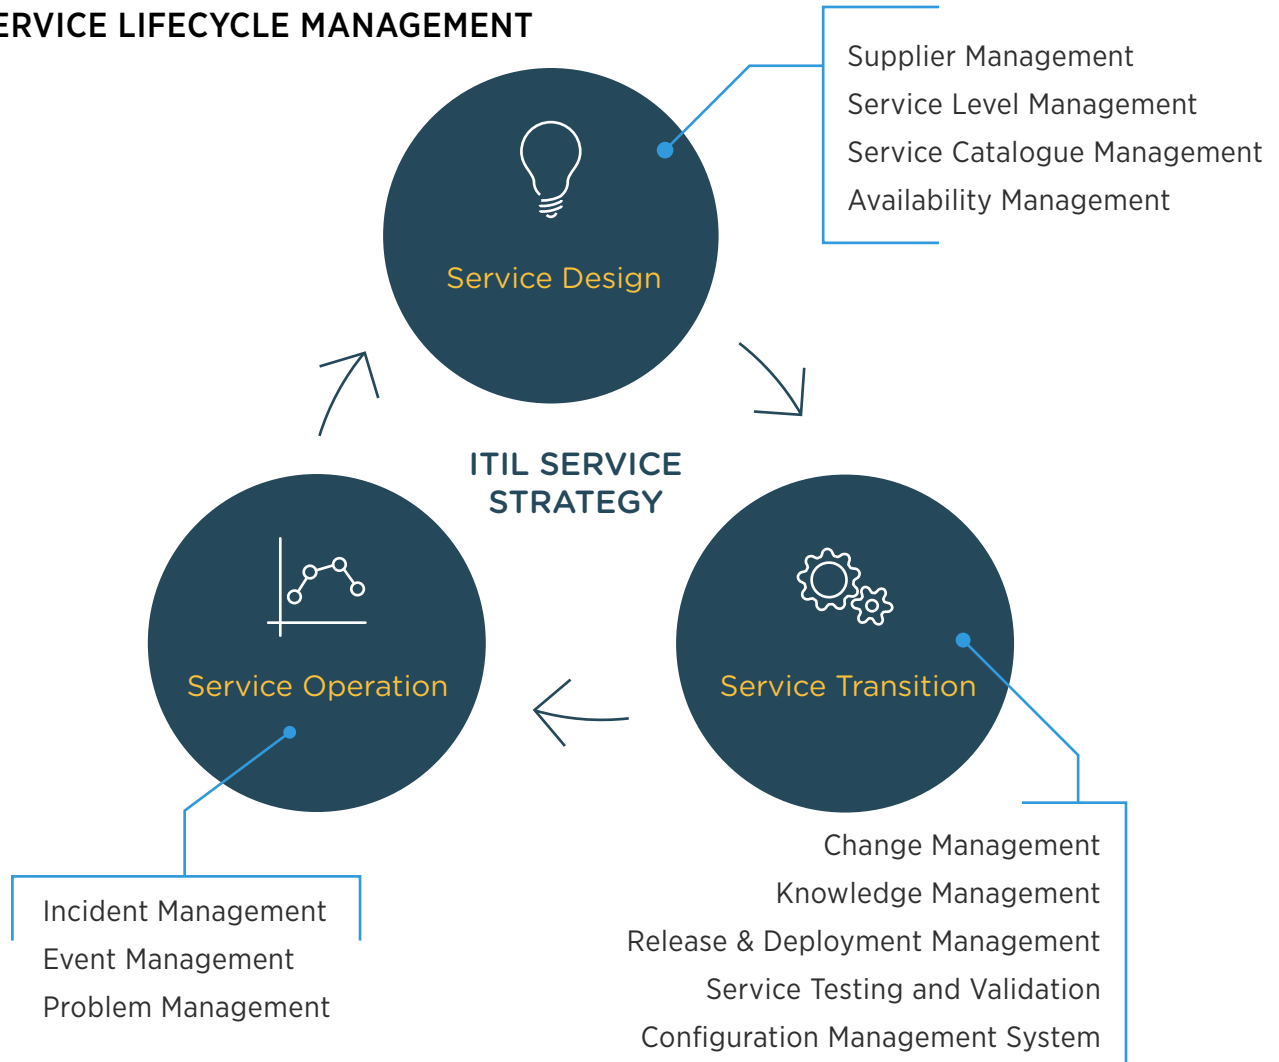 ERVICE LIFECYCLE MANAGEMENT
Supplier Management
Service Level Management
Service Catalogue Management
Availability Management
Service Design
ITIL SERVICE
STRATEGY
Service Operation
Service Transition
Change Management
Knowledge Management
Release & Deployment Management
Service Testing and Validation
Configuration Management System
Incident Management
Event Management
Problem Management